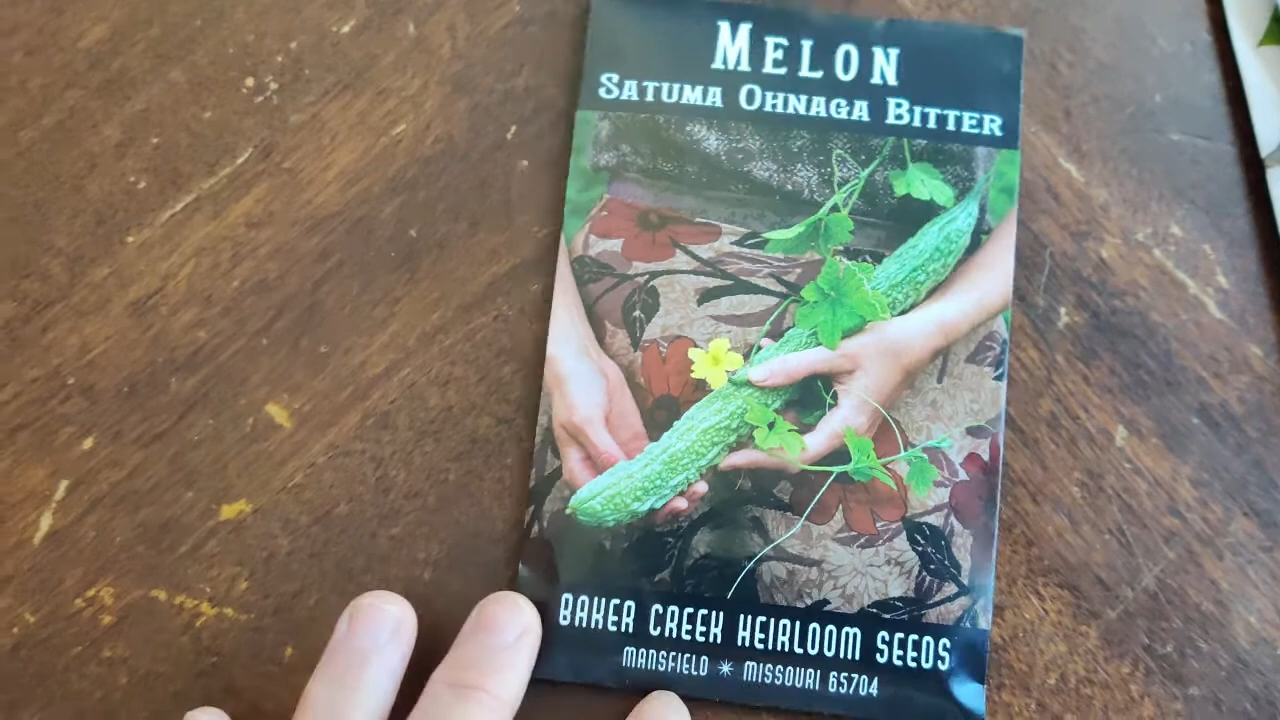 MELON
SATUMA OHNAGA BITTER
BAKER CREEK HEIRLOOM SEEDS
MANSFIELD ✴ MISSOURI 65704